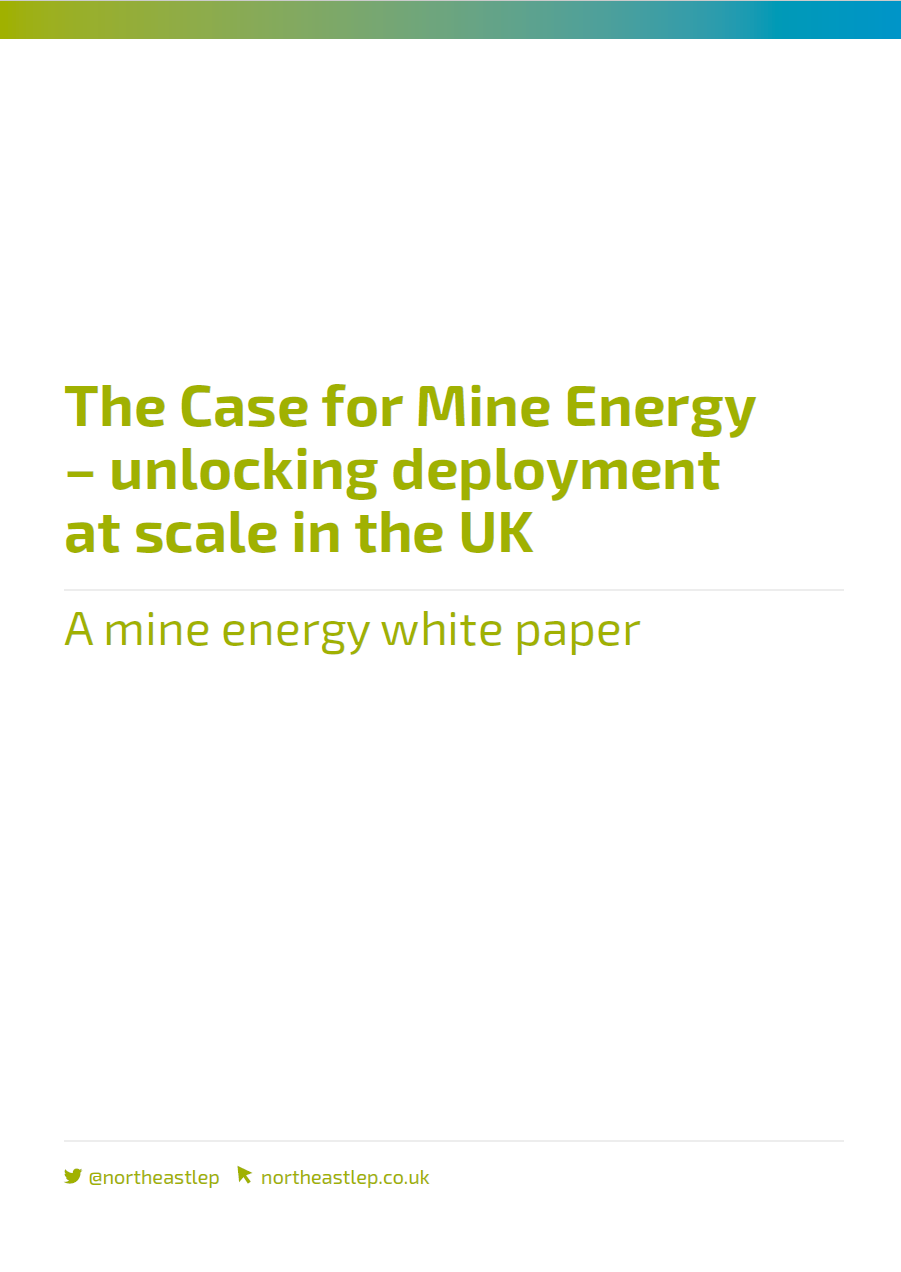 The Case for Mine Energy
– unlocking deployment
at scale in the UK
A mine energy white paper
@northeastlep northeastlep.co.uk